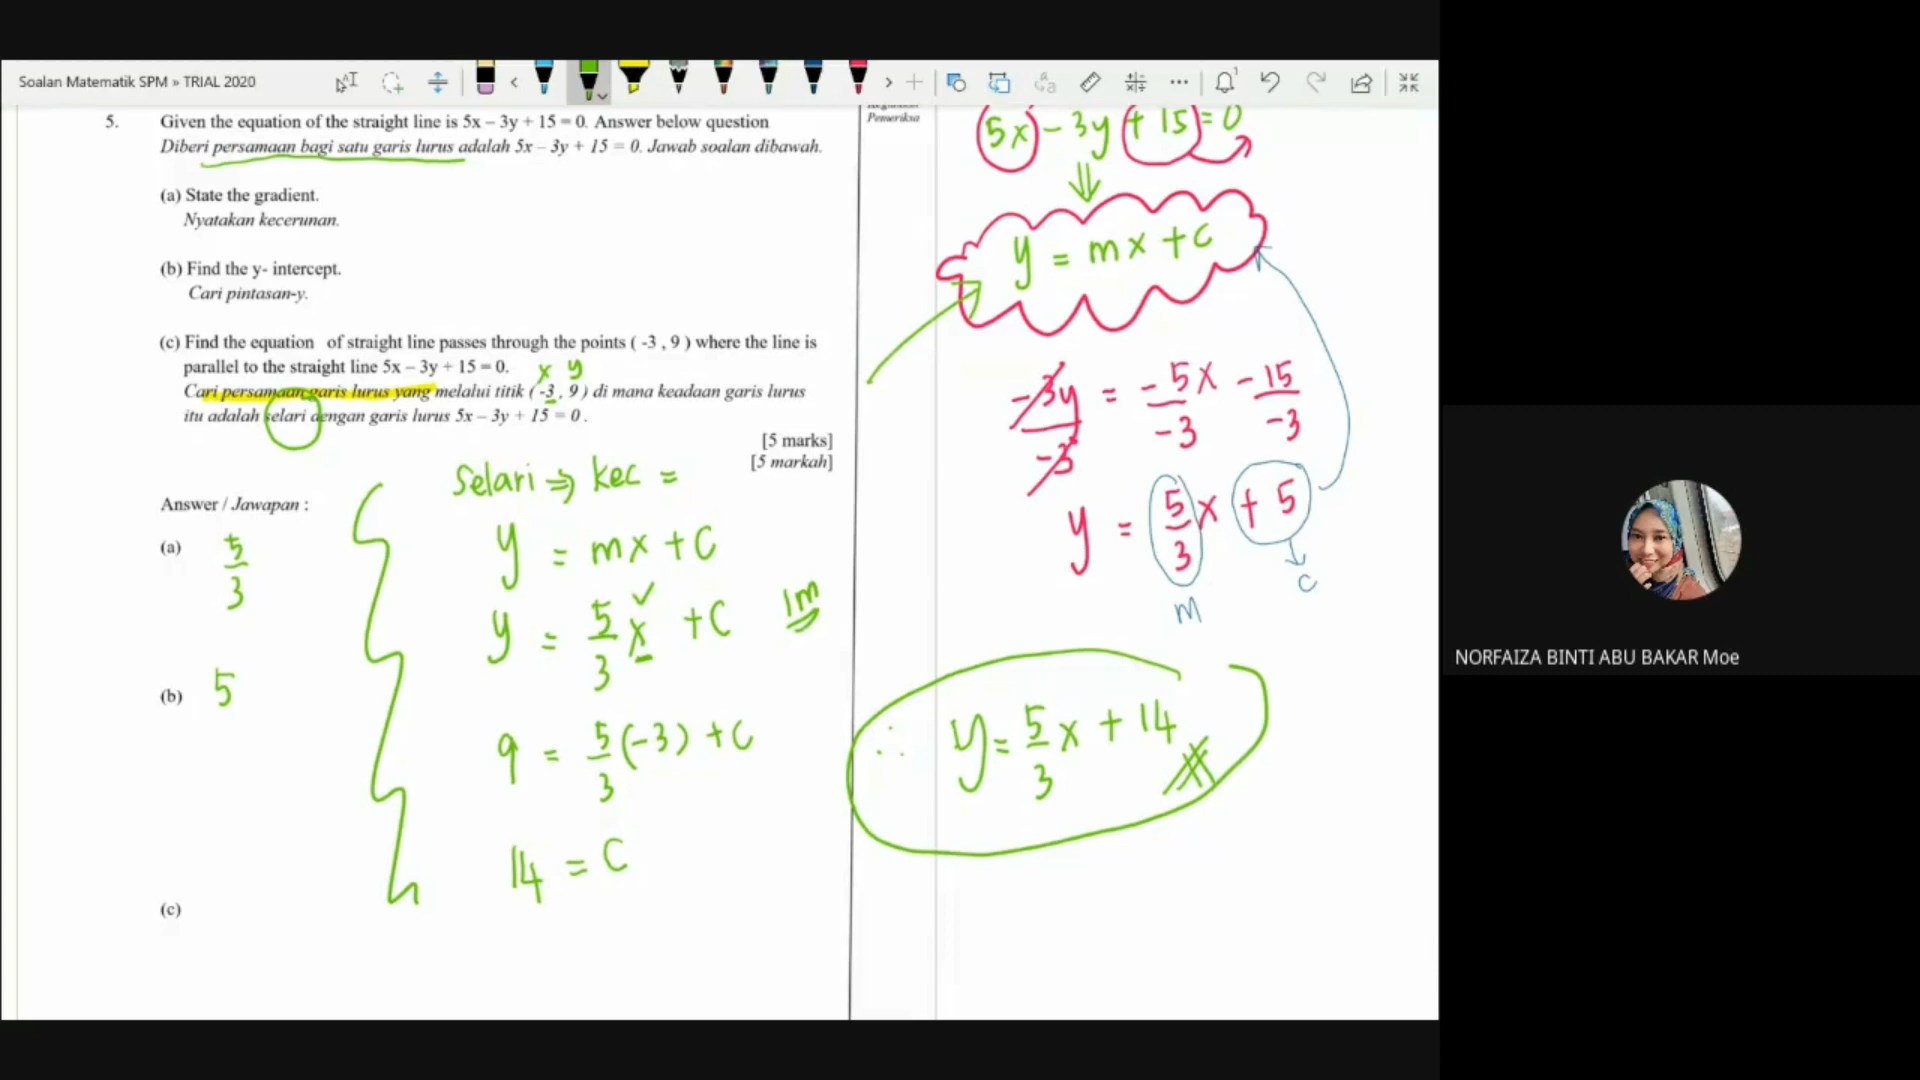 Soalan Matematik SPM » TRIAL 2020
5. Given the equation of the straight line is 5x – 3y + 15 = 0. Answer below question
Diberi persamaan bagi satu garis lurus adalah 5x – 3y + 15 = 0. Jawab soalan dibawah.
(a) State the gradient.
Nyatakan kecerunan.
(b) Find the y- intercept.
Cari pintasan-y.
(c) Find the equation of straight line passes through the points ( -3 , 9 ) where the line is
parallel to the straight line 5x – 3y + 15 = 0.
x y
Cari persamaan garis lurus yang melalui titik ( -3 , 9 ) di mana keadaan garis lurus
itu adalah selari dengan garis lurus 5x – 3y + 15 = 0 .
[5 marks]
[5 markah]
Answer / Jawapan :
(a) 5/3
(b) 5
(c)
Selari ⇒ kec =
y = mx + c
y = 5/3 x + c 1m
9 = 5/3 (-3) + c
14 = c
Pemeriksa
5x - 3y + 15 = 0
y = mx + c
-3y/-3 = -5x/-3 -15/-3
y = 5/3 x + 5
m c
∴ y = 5/3 x + 14
NORFAIZA BINTI ABU BAKAR Moe